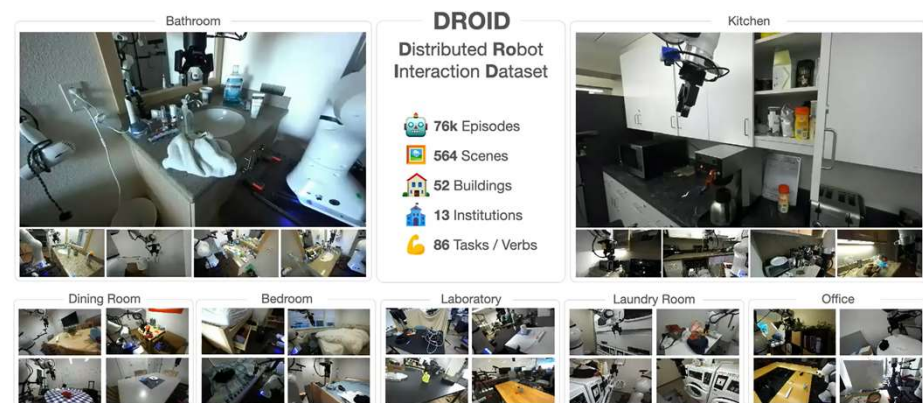 Bathroom
DROID
Distributed Robot
Interaction Dataset
76k Episodes
564 Scenes
52 Buildings
13 Institutions
86 Tasks / Verbs
Kitchen
Dining Room
Bedroom
Laboratory
Laundry Room
Office